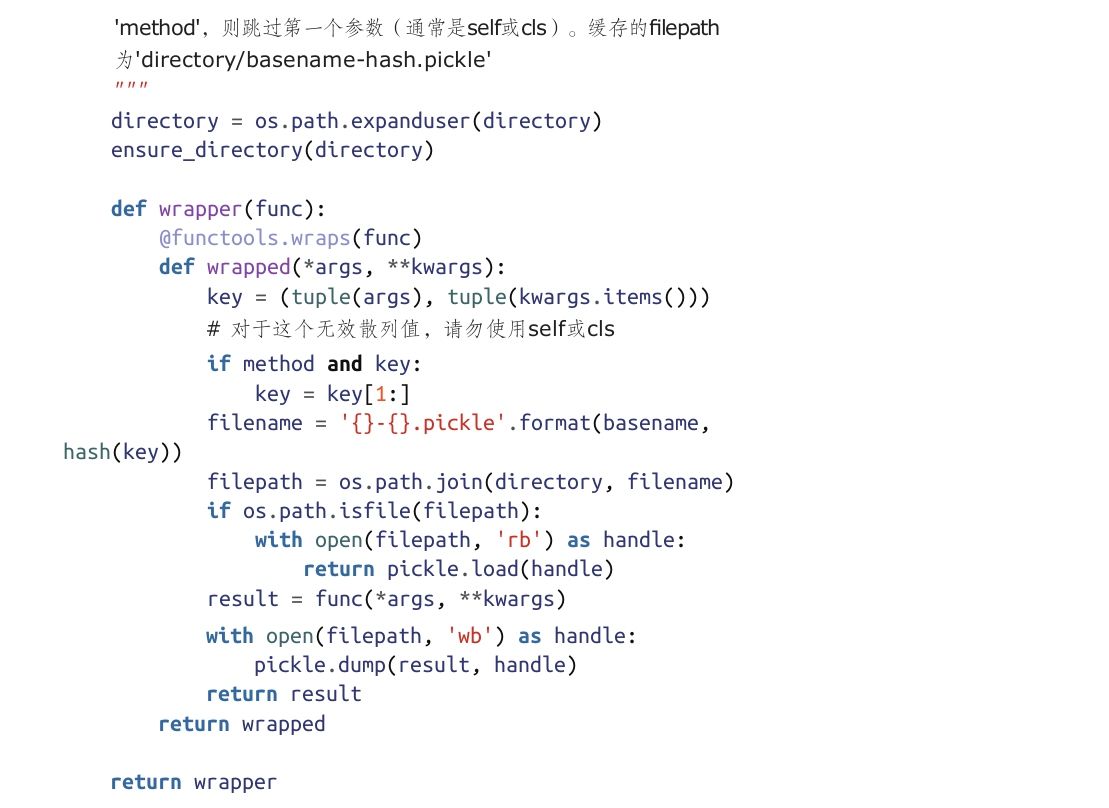 'method'，则跳过第一个参数（通常是self或cls）。缓存的filepath
为'directory/basename-hash.pickle'
"""
directory = os.path.expanduser(directory)
ensure_directory(directory)
def wrapper(func):
@functools.wraps(func)
def wrapped(*args, **kwargs):
key = (tuple(args), tuple(kwargs.items()))
# 对于这个无效散列值，请勿使用self或cls
if method and key:
key = key[1:]
filename = '{}-{}.pickle'.format(basename,
hash(key))
filepath = os.path.join(directory, filename)
if os.path.isfile(filepath):
with open(filepath, 'rb') as handle:
return pickle.load(handle)
result = func(*args, **kwargs)
with open(filepath, 'wb') as handle:
pickle.dump(result, handle)
return result
return wrapped
return wrapper